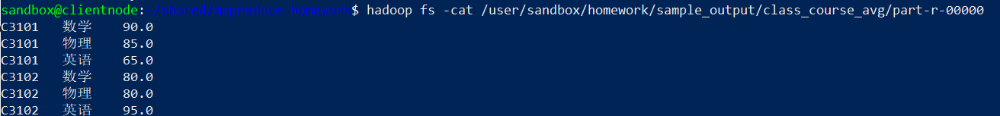 sandbox@clientnode:~/shared/mapreduce-homework$ hadoop fs -cat /user/sandbox/homework/sample_output/class_course_avg/part-r-00000
C3101 数学 90.0
C3101 物理 85.0
C3101 英语 65.0
C3102 数学 80.0
C3102 物理 80.0
C3102 英语 95.0